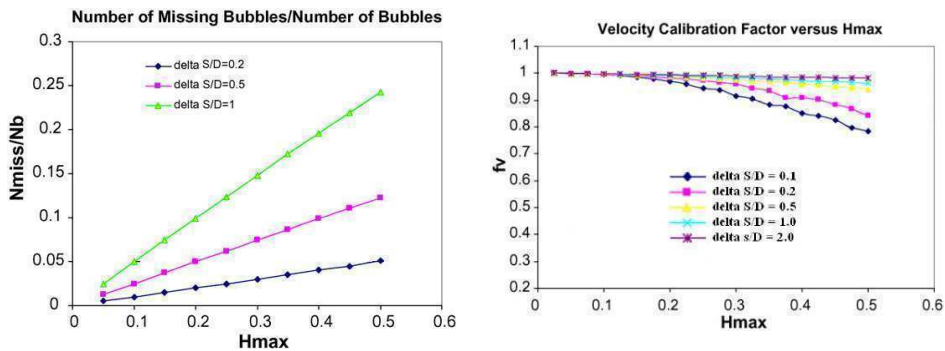 Number of Missing Bubbles/Number of Bubbles
0.3
0.25
0.2
0.15
0.1
0.05
0
Nmiss/Nb
delta S/D=0.2
delta S/D=0.5
delta S/D=1
0 0.1 0.2 0.3 0.4 0.5 0.6
Hmax
Velocity Calibration Factor versus Hmax
1.1
1
0.9
0.8
0.7
0.6
0.5
0.4
0.3
0.2
fv
delta S/D = 0.1
delta S/D = 0.2
delta S/D = 0.5
delta S/D = 1.0
delta s/D = 2.0
0 0.1 0.2 0.3 0.4 0.5 0.6
Hmax